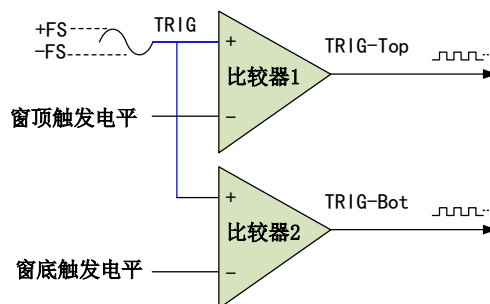 +FS
-FS
TRIG
+
比较器1
-
TRIG-Top
窗顶触发电平
+
比较器2
-
TRIG-Bot
窗底触发电平